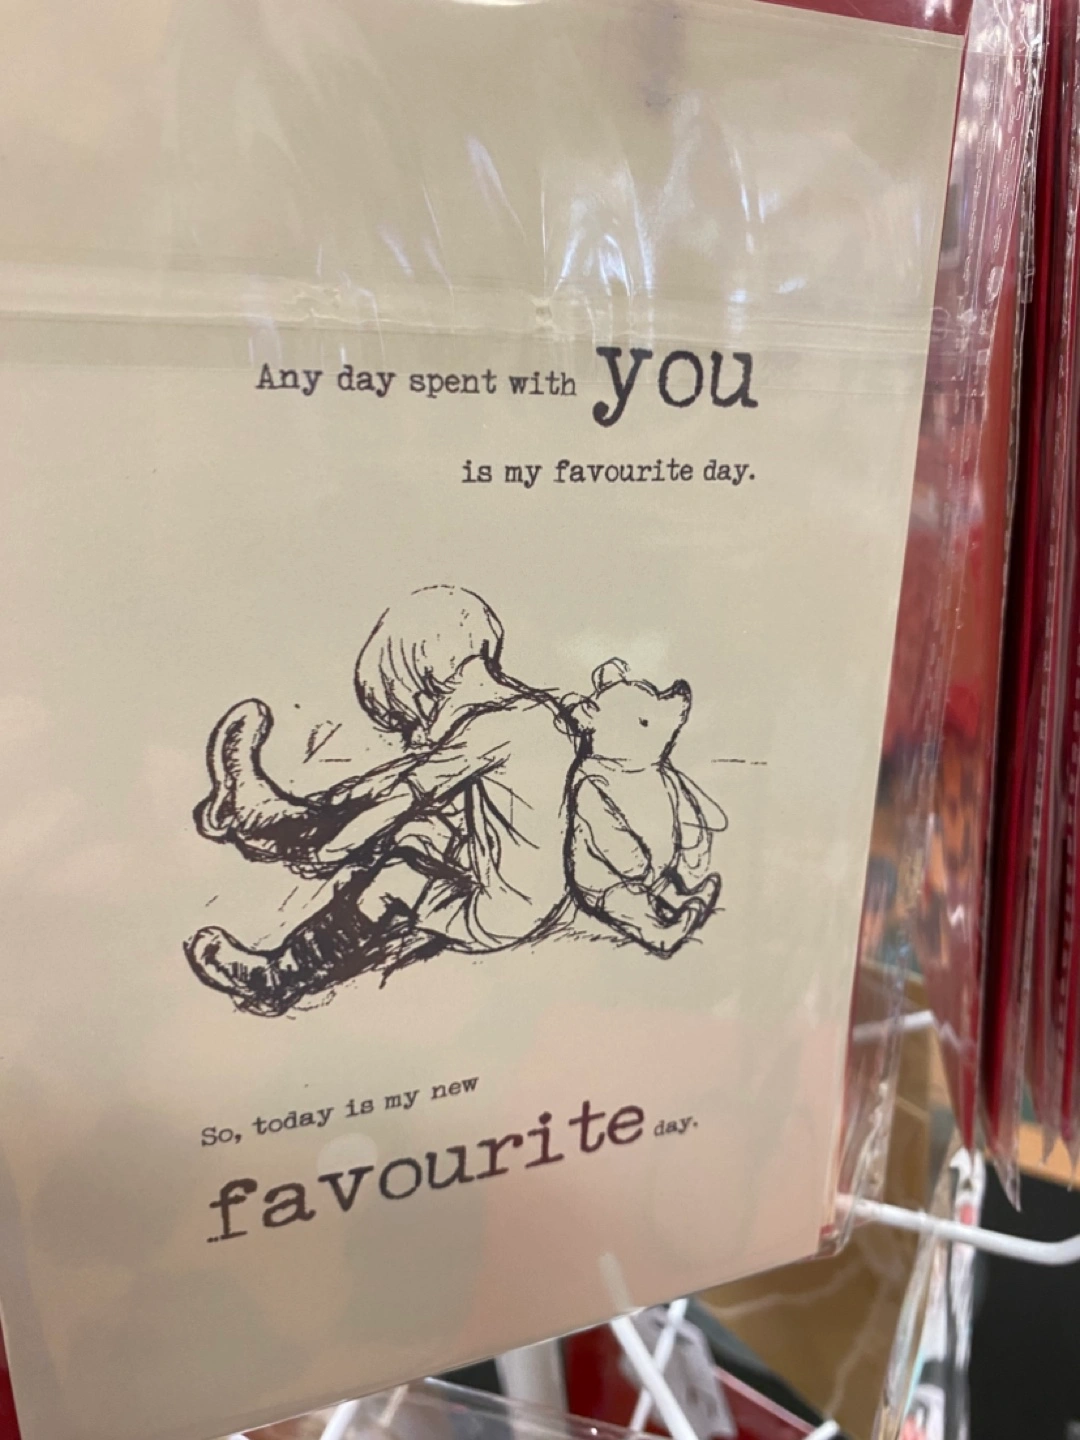 Any day spent with you
is my favourite day.
So, today is my new
favourite day.